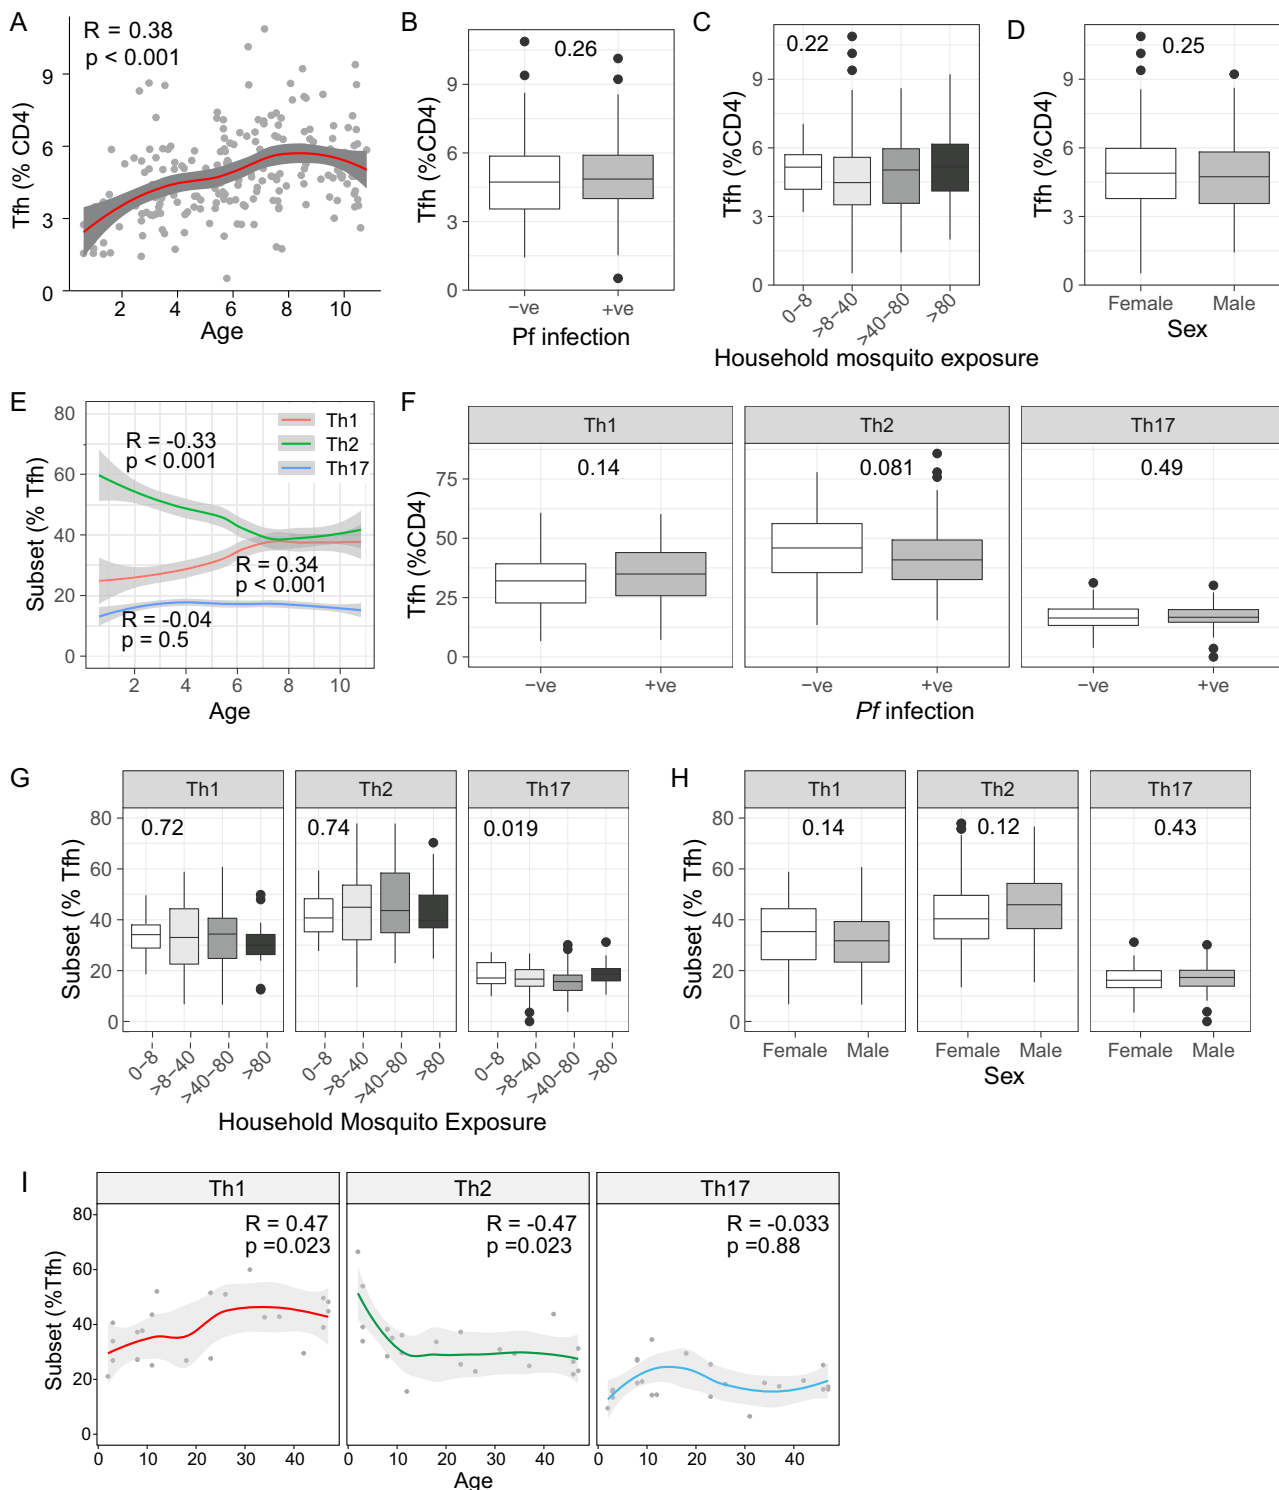 A
R = 0.38
p < 0.001
Tfh (% CD4)
9
6
3
0
2 4 6 8 10
Age
B
0.26
Tfh (%CD4)
9
6
3
0
−ve +ve
Pf infection
C
0.22
Tfh (%CD4)
9
6
3
0
0−8 >8−40 >40−80 >80
Household mosquito exposure
D
0.25
Tfh (%CD4)
9
6
3
0
Female Male
Sex
E
Th1
Th2
Th17
R = -0.33
p < 0.001
R = 0.34
p < 0.001
R = -0.04
p = 0.5
Subset (% Tfh)
80
60
40
20
0
2 4 6 8 10
Age
F
Th1 Th2 Th17
0.14 0.081 0.49
Tfh (%CD4)
75
50
25
0
−ve +ve −ve +ve −ve +ve
Pf infection
G
Th1 Th2 Th17
0.72 0.74 0.019
Subset (% Tfh)
80
60
40
20
0
0−8 >8−40 >40−80 >80 0−8 >8−40 >40−80 >80 0−8 >8−40 >40−80 >80
Household Mosquito Exposure
H
Th1 Th2 Th17
0.14 0.12 0.43
Subset (% Tfh)
80
60
40
20
0
Female Male Female Male Female Male
Sex
I
Th1 Th2 Th17
R = 0.47 R = -0.47 R = -0.033
p =0.023 p =0.023 p =0.88
Subset (%Tfh)
80
60
40
20
0
0 10 20 30 40 0 10 20 30 40 0 10 20 30 40
Age